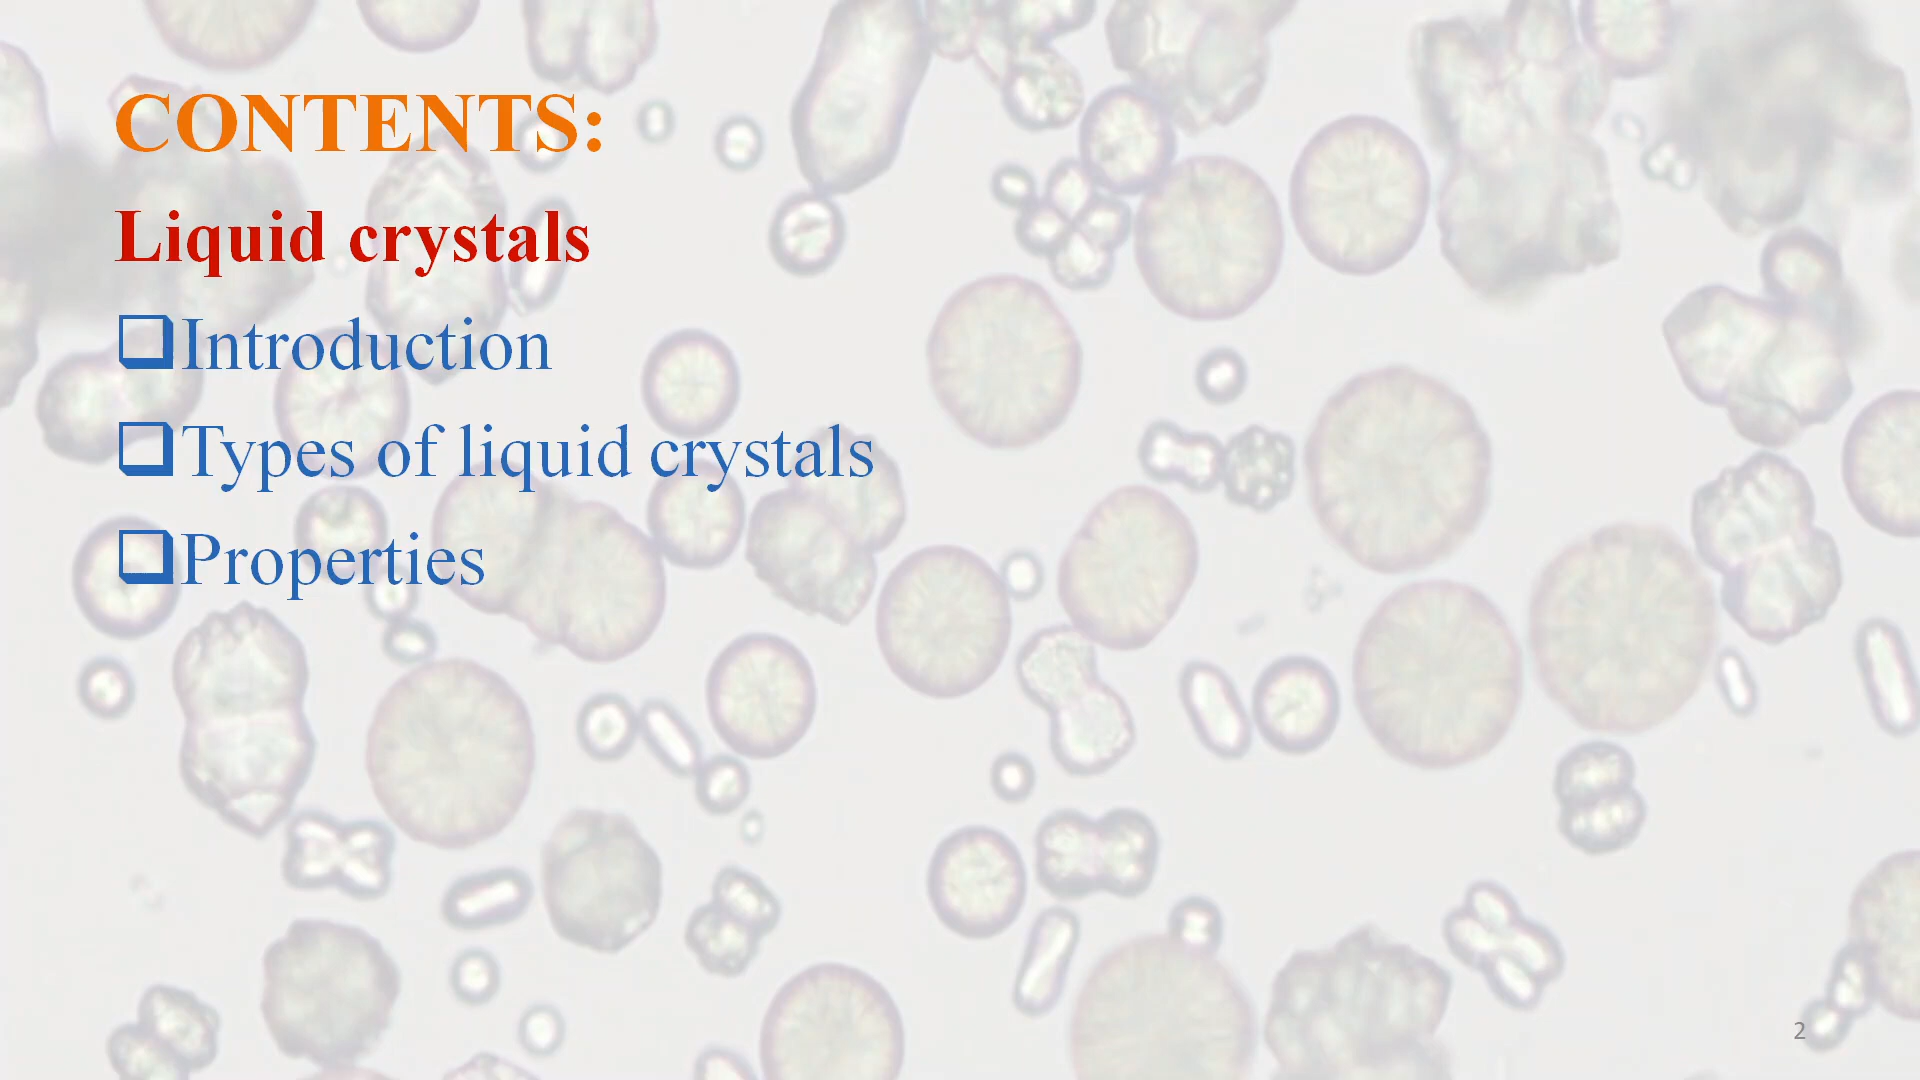 CONTENTS:
Liquid crystals
❑Introduction
❑Types of liquid crystals
❑Properties
2